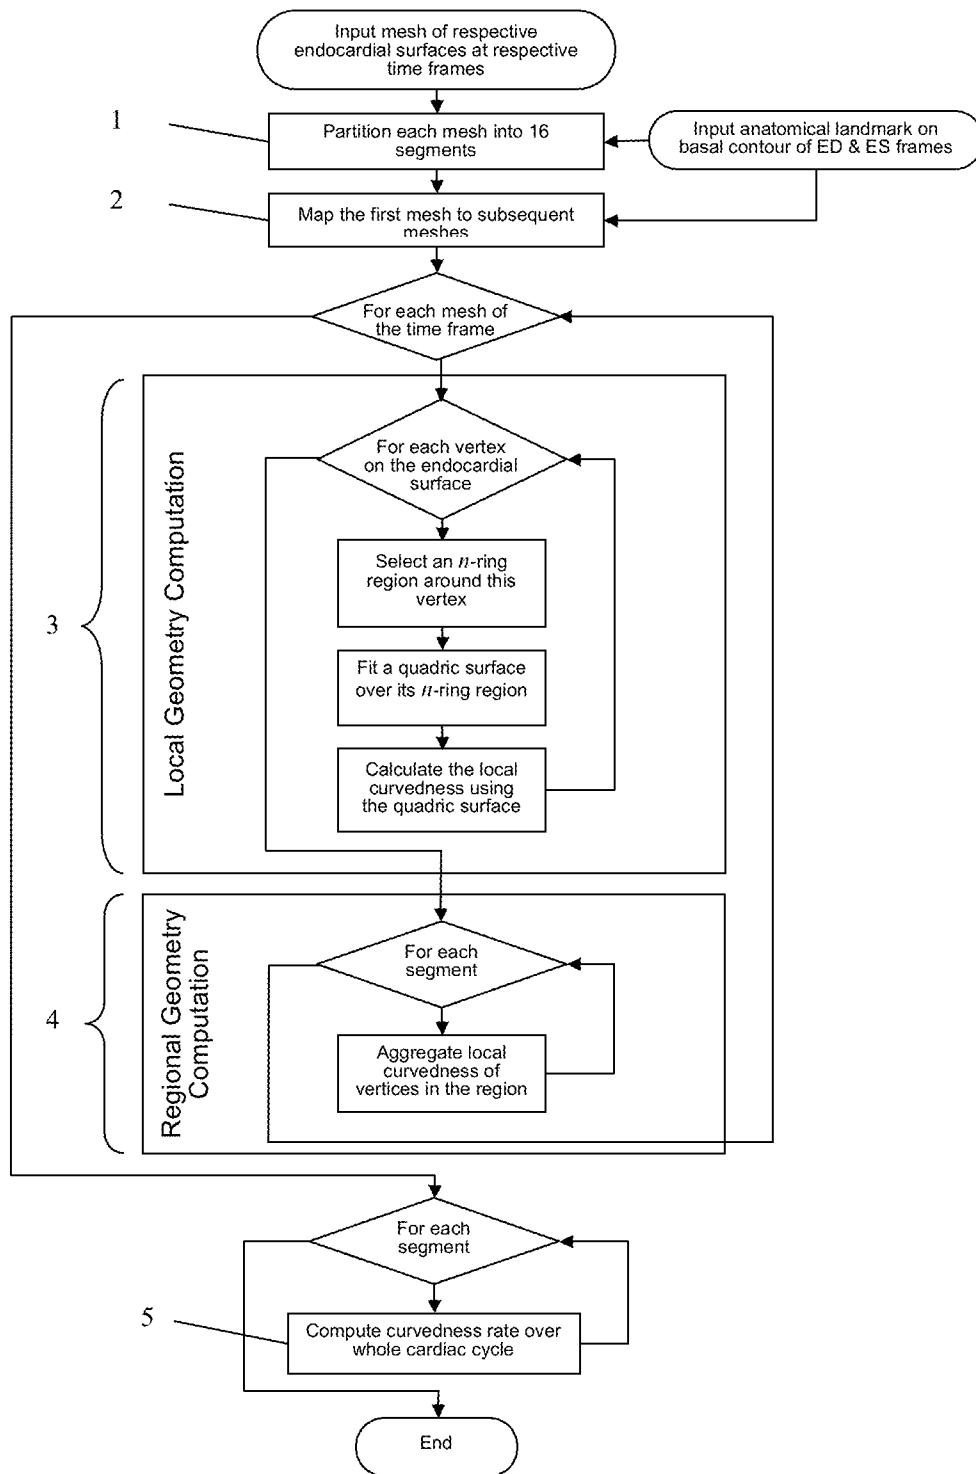 Input mesh of respective
endocardial surfaces at respective
time frames
1
Partition each mesh into 16
segments
Input anatomical landmark on
basal contour of ED & ES frames
2
Map the first mesh to subsequent
meshes
For each mesh of
the time frame
3
Local Geometry Computation
For each vertex
on the endocardial
surface
Select an n-ring
region around this
vertex
Fit a quadric surface
over its n-ring region
Calculate the local
curvedness using
the quadric surface
4
Regional Geometry
Computation
For each
segment
Aggregate local
curvedness of
vertices in the region
For each
segment
5
Compute curvedness rate over
whole cardiac cycle
End